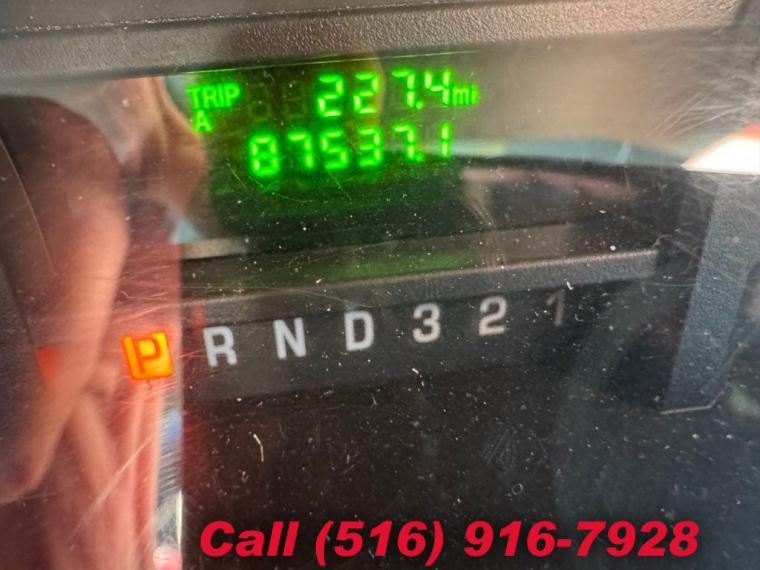 TRIP 227.4 mi
A
87537.1
P R N D 3 2 1
Call (516) 916-7928